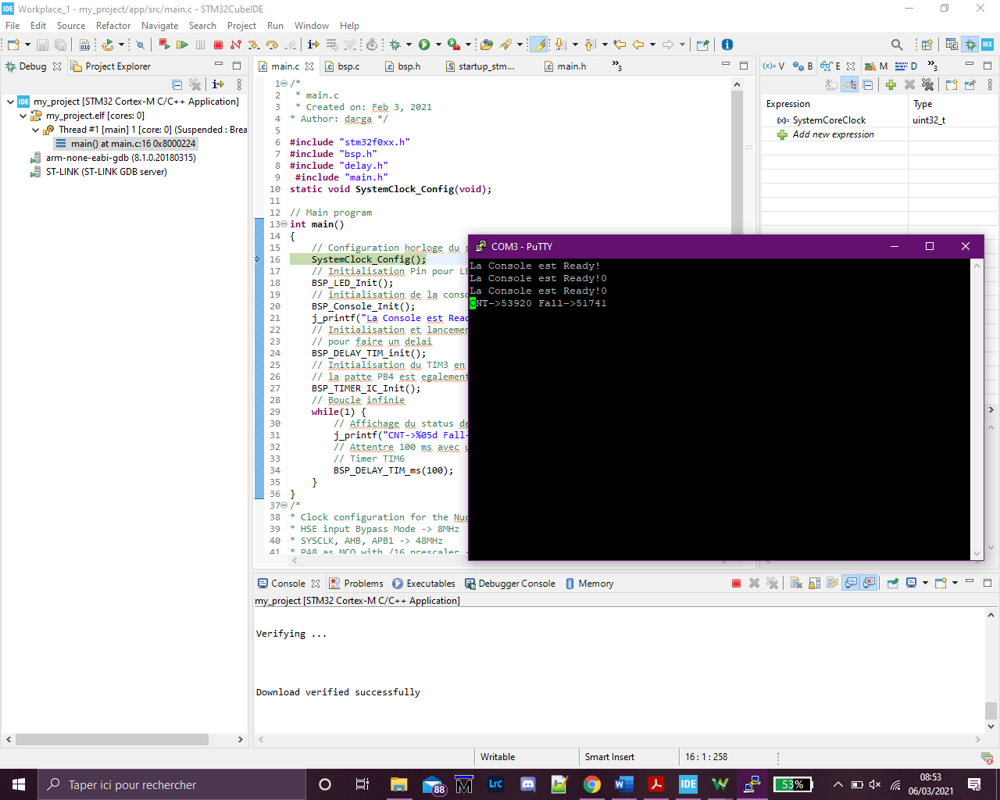 Workplace_1 - my_project/app/src/main.c - STM32CubeIDE
File Edit Source Refactor Navigate Search Project Run Window Help
Debug Project Explorer
my_project [STM32 Cortex-M C/C++ Application]
my_project.elf [cores: 0]
Thread #1 [main] 1 [core: 0] (Suspended : Brea
main() at main.c:16 0x8000224
arm-none-eabi-gdb (8.1.0.20180315)
ST-LINK (ST-LINK GDB server)
main.c bsp.c bsp.h startup_stm... main.h »3
1 /*
2 * main.c
3 * Created on: Feb 3, 2021
4 * Author: darga */
5
6 #include "stm32f0xx.h"
7 #include "bsp.h"
8 #include "delay.h"
9 #include "main.h"
10 static void SystemClock_Config(void);
11
12 // Main program
13 int main()
14 {
15 // Configuration horloge du s
16 SystemClock_Config();
17 // Initialisation Pin pour LE
18 BSP_LED_Init();
19 // initialisation de la conso
20 BSP_Console_Init();
21 j_printf("La Console est Read
22 // Initialisation et lancemen
23 // pour faire un delai
24 BSP_DELAY_TIM_init();
25 // Initialisation du TIM3 en
26 // la patte PB4 est egalement
27 BSP_TIMER_IC_Init();
28 // Boucle infinie
29 while(1) {
30 // Affichage du status de
31 j_printf("CNT->%05d Fall-
32 // Attentre 100 ms avec u
33 // Timer TIM6
34 BSP_DELAY_TIM_ms(100);
35 }
36 }
37 /*
38 * Clock configuration for the Nuc
39 * HSE input Bypass Mode -> 8MHz
40 * SYSCLK, AHB, APB1 -> 48MHz
41 * PA8 as MCO with /16 prescaler -
(x)= V B E M D »3
Expression Type
(x)= SystemCoreClock uint32_t
Add new expression
COM3 - PuTTY
La Console est Ready!
La Console est Ready!0
La Console est Ready!0
CNT->53920 Fall->51741
Console Problems Executables Debugger Console Memory
my_project [STM32 Cortex-M C/C++ Application]
Verifying ...
Download verified successfully
Writable Smart Insert 16 : 1 : 258
Taper ici pour rechercher
88
Lrc
IDE
53%
08:53
06/03/2021